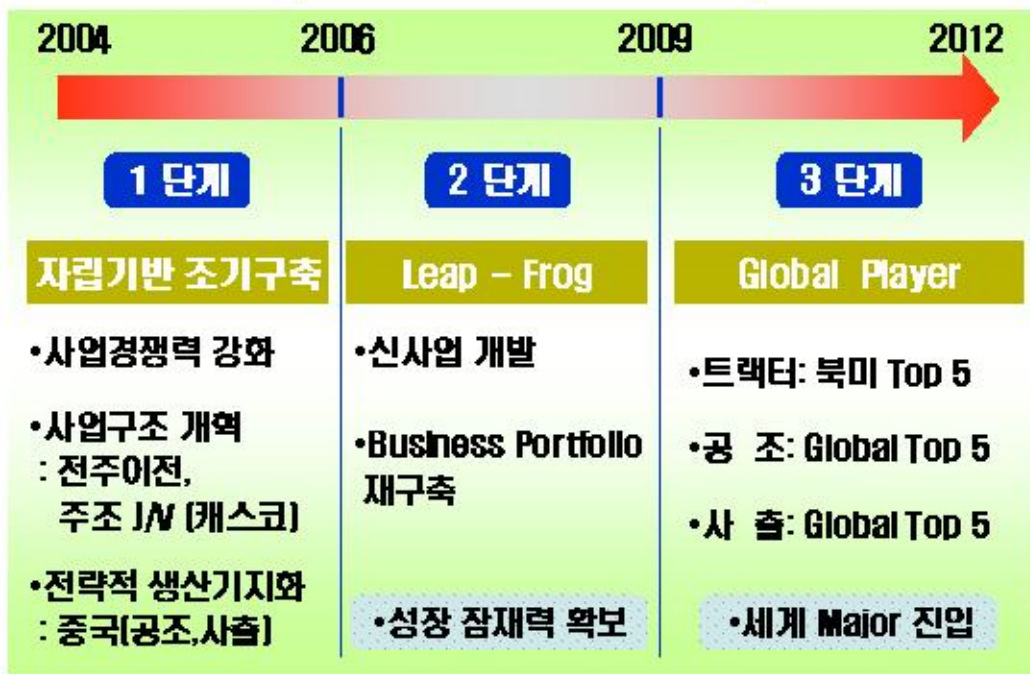 2004 2006 2009 2012
1 단계
자립기반 조기구축
•사업경쟁력 강화
•사업구조 개혁
: 전주이전,
주조 J/V (캐스코)
•전략적 생산기지화
: 중국(공조,사출)
2 단계
Leap – Frog
•신사업 개발
•Business Portfolio
재구축
•성장 잠재력 확보
3 단계
Global Player
•트랙터: 북미 Top 5
•공 조: Global Top 5
•사 출: Global Top 5
•세계 Major 진입